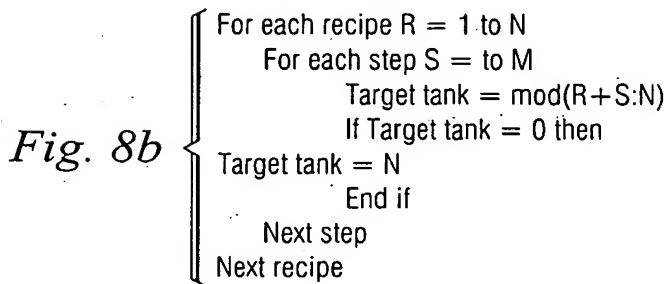 Fig. 8b
For each recipe R = 1 to N
For each step S = to M
Target tank = mod(R+S:N)
If Target tank = 0 then
Target tank = N
End if
Next step
Next recipe